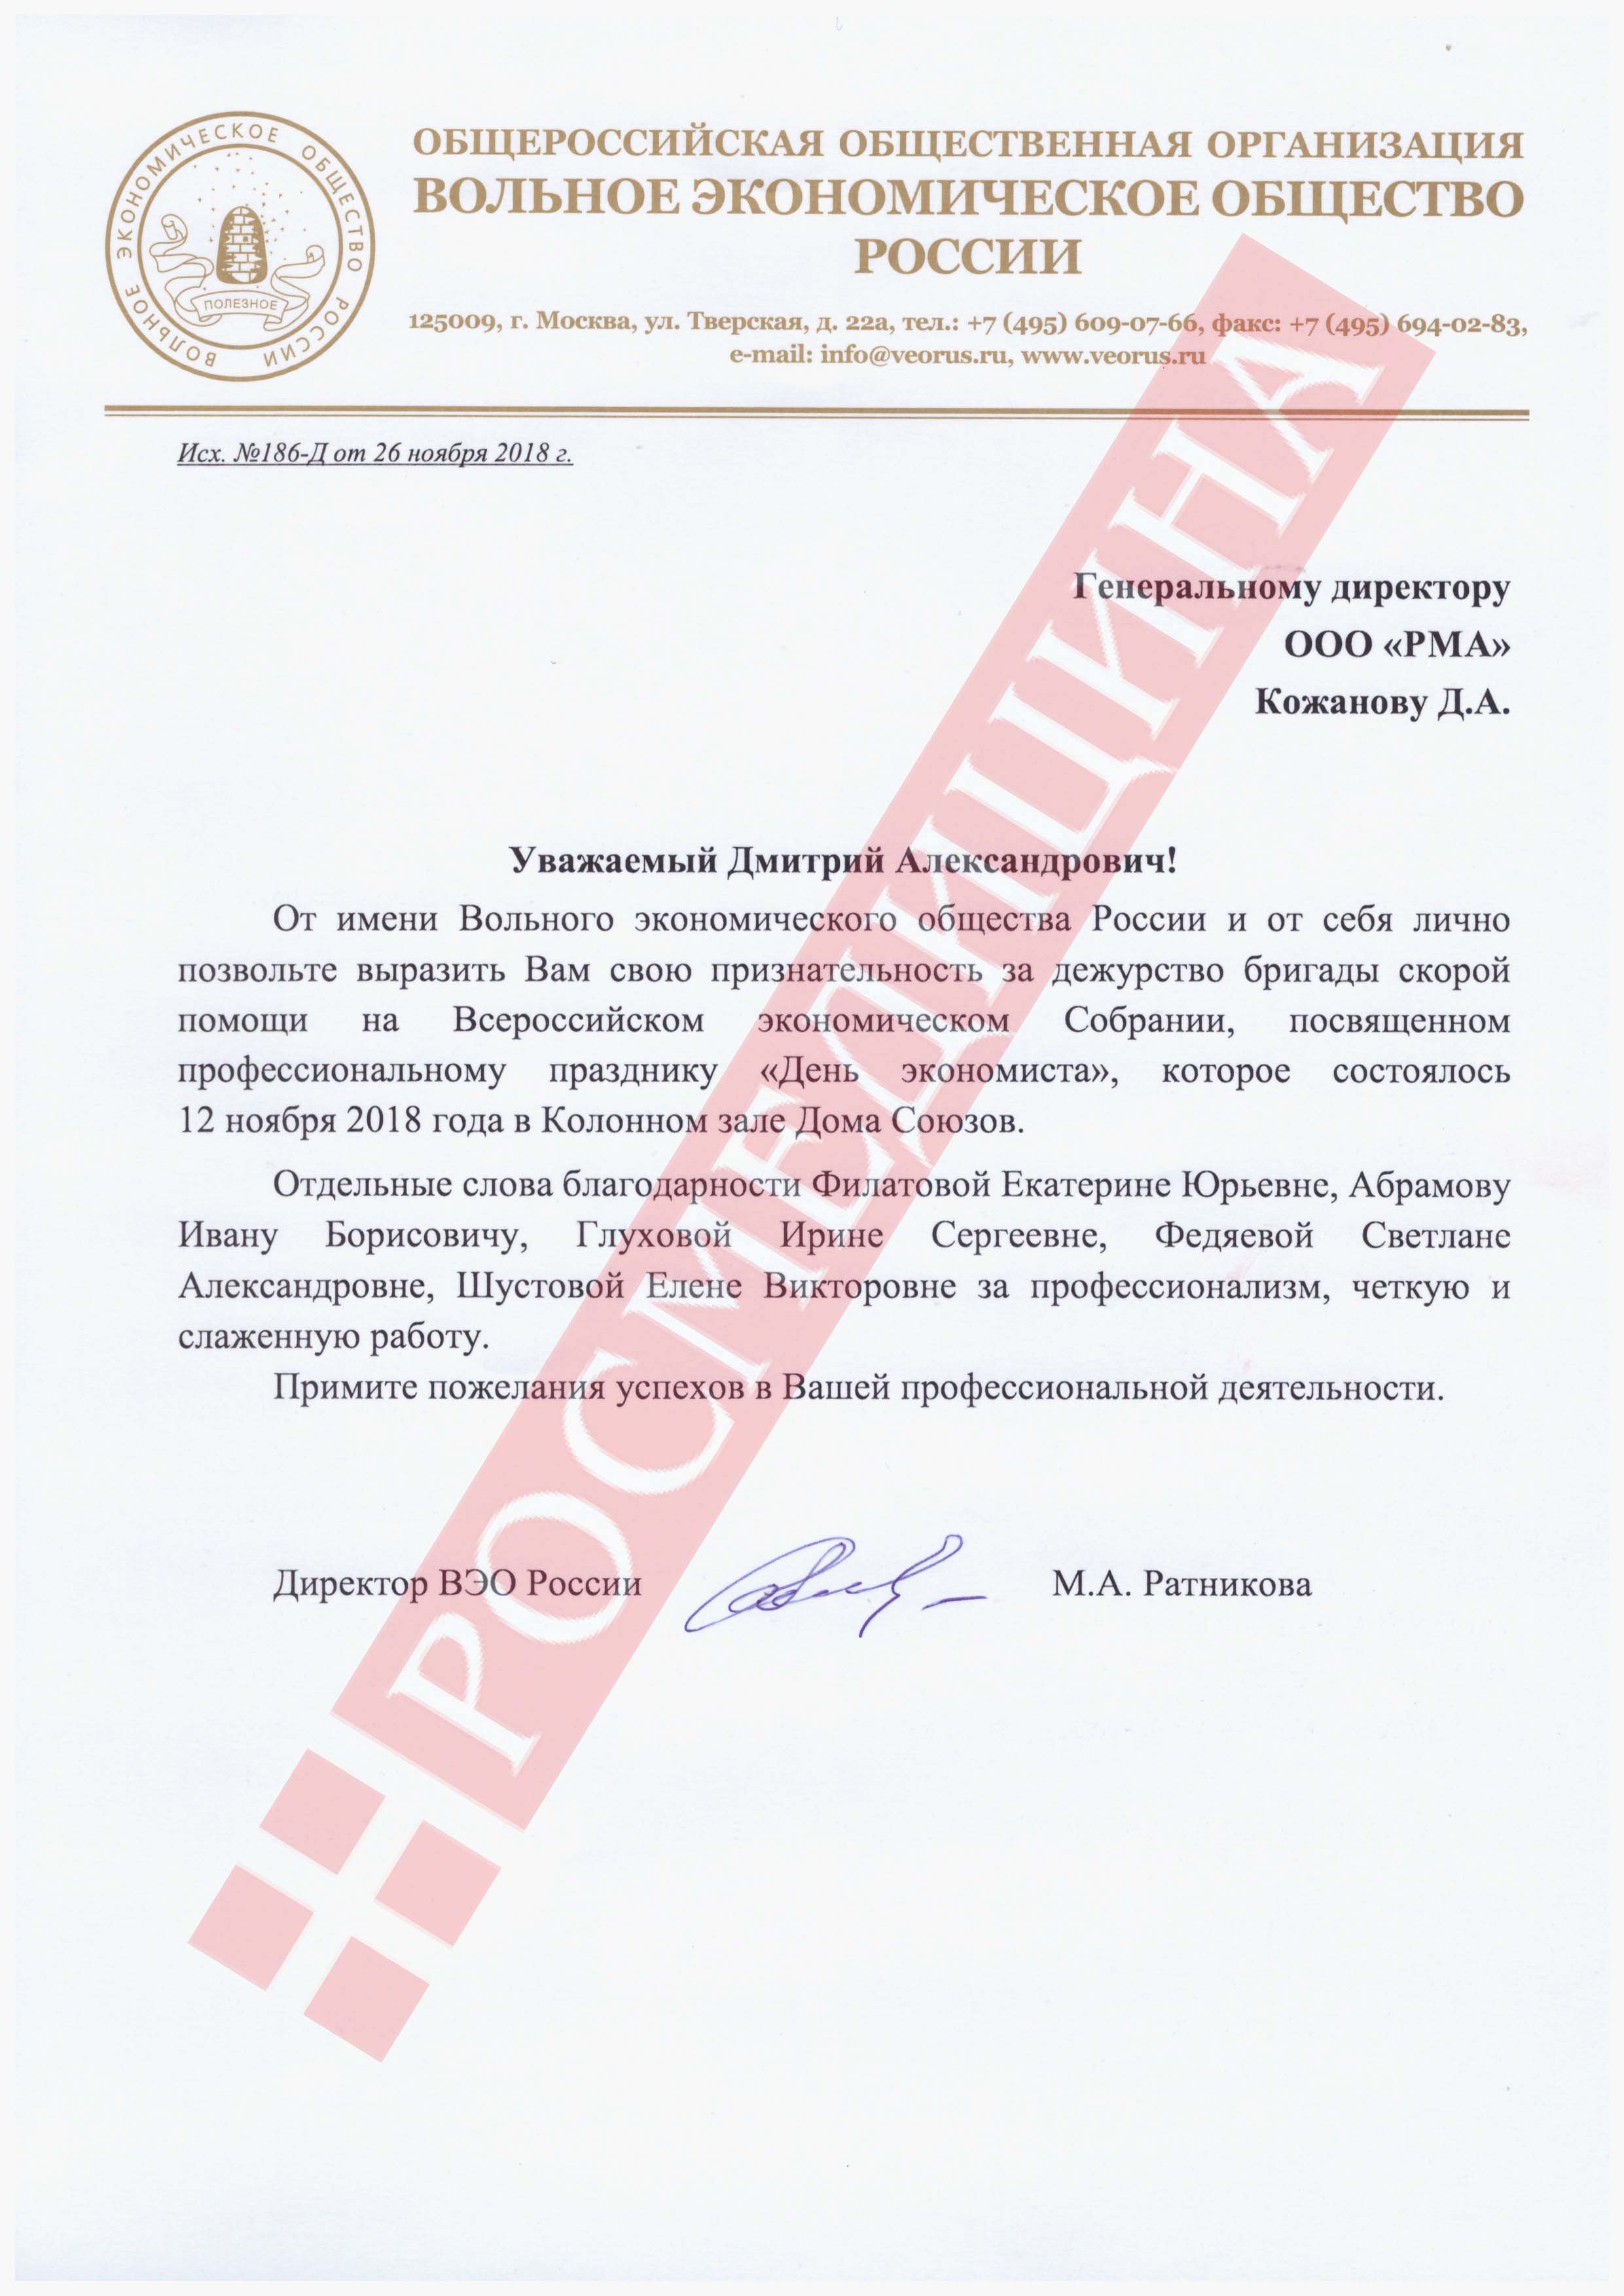 ВОЛЬНОЕ ЭКОНОМИЧЕСКОЕ ОБЩЕСТВО РОССИИ
ПОЛЕЗНОЕ
ОБЩЕРОССИЙСКАЯ ОБЩЕСТВЕННАЯ ОРГАНИЗАЦИЯ
ВОЛЬНОЕ ЭКОНОМИЧЕСКОЕ ОБЩЕСТВО
РОССИИ
125009, г. Москва, ул. Тверская, д. 22а, тел.: +7 (495) 609-07-66, факс: +7 (495) 694-02-83,
e-mail: info@veorus.ru, www.veorus.ru
Исх. №186-Д от 26 ноября 2018 г.
Генеральному директору
ООО «РМА»
Кожанову Д.А.
Уважаемый Дмитрий Александрович!
От имени Вольного экономического общества России и от себя лично
позвольте выразить Вам свою признательность за дежурство бригады скорой
помощи на Всероссийском экономическом Собрании, посвященном
профессиональному празднику «День экономиста», которое состоялось
12 ноября 2018 года в Колонном зале Дома Союзов.
Отдельные слова благодарности Филатовой Екатерине Юрьевне, Абрамову
Ивану Борисовичу, Глуховой Ирине Сергеевне, Федяевой Светлане
Александровне, Шустовой Елене Викторовне за профессионализм, четкую и
слаженную работу.
Примите пожелания успехов в Вашей профессиональной деятельности.
Директор ВЭО России М.А. Ратникова
РОСМЕДИЦИНА